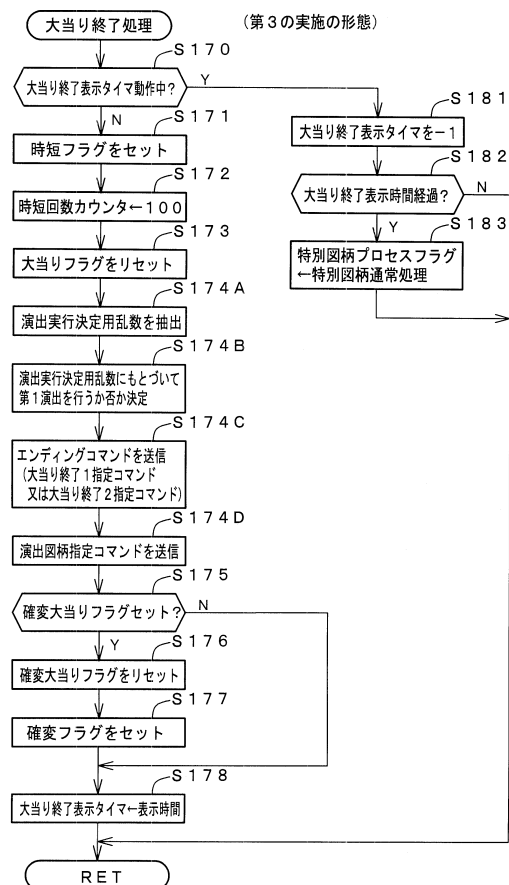 大当り終了処理
（第３の実施の形態）
Ｓ１７０
大当り終了表示タイマ動作中？
Ｙ
Ｎ
Ｓ１７１
時短フラグをセット
Ｓ１７２
時短回数カウンタ←１００
Ｓ１７３
大当りフラグをリセット
Ｓ１７４Ａ
演出実行決定用乱数を抽出
Ｓ１７４Ｂ
演出実行決定用乱数にもとづいて
第１演出を行うか否か決定
Ｓ１７４Ｃ
エンディングコマンドを送信
（大当り終了１指定コマンド
又は大当り終了２指定コマンド）
Ｓ１７４Ｄ
演出図柄指定コマンドを送信
Ｓ１７５
確変大当りフラグセット？
Ｎ
Ｙ
Ｓ１７６
確変大当りフラグをリセット
Ｓ１７７
確変フラグをセット
Ｓ１７８
大当り終了表示タイマ←表示時間
ＲＥＴ
Ｓ１８１
大当り終了表示タイマを－１
Ｓ１８２
大当り終了表示時間経過？
Ｎ
Ｙ
Ｓ１８３
特別図柄プロセスフラグ
←特別図柄通常処理